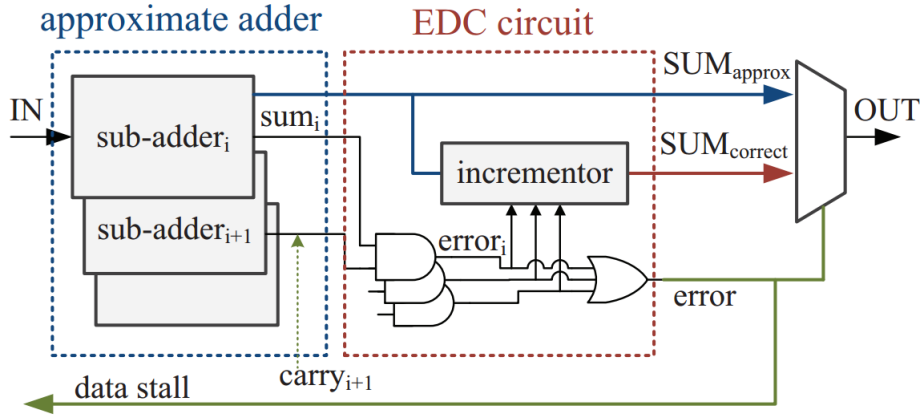 approximate adder
EDC circuit
IN
sub-adderᵢ
sub-adderᵢ₊₁
sumᵢ
SUMapprox
OUT
SUMcorrect
incrementor
errorᵢ
error
carryᵢ₊₁
data stall